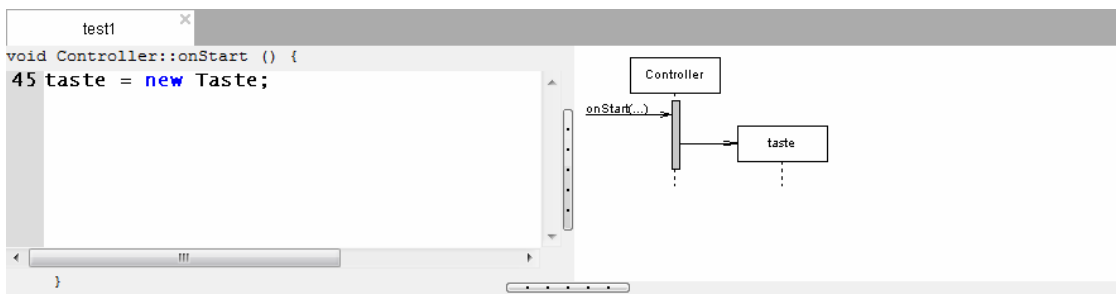 test1
void Controller::onStart () {
45 taste = new Taste;
}
Controller
onStart(...)
taste